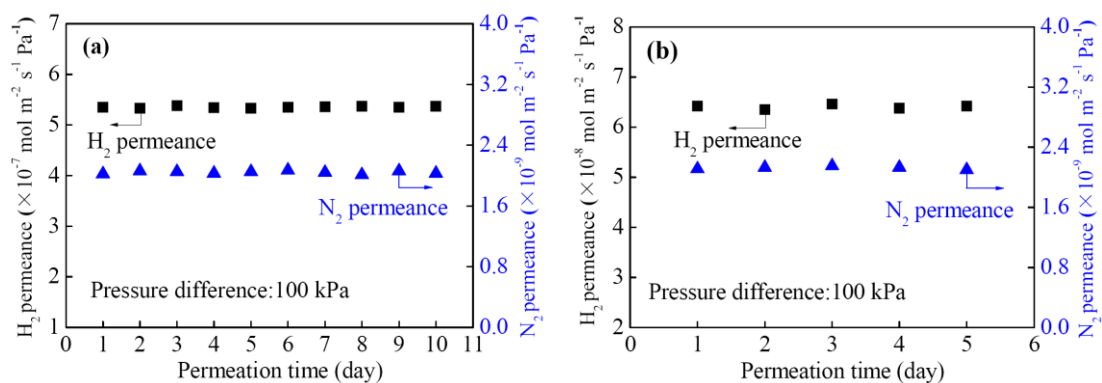 (a)
H₂ permeance (×10⁻⁷ mol m⁻² s⁻¹ Pa⁻¹)
7
6
5
4
3
2
1
H₂ permeance
N₂ permeance
Pressure difference:100 kPa
4.0
3.2
2.4
1.6
0.8
0.0
N₂ permeance (×10⁻⁹ mol m⁻² s⁻¹ Pa⁻¹)
0 1 2 3 4 5 6 7 8 9 10 11
Permeation time (day)
(b)
H₂ permeance (×10⁻⁸ mol m⁻² s⁻¹ Pa⁻¹)
8
7
6
5
4
3
2
H₂ permeance
N₂ permeance
Pressure difference:100 kPa
4.0
3.2
2.4
1.6
0.8
0.0
N₂ permeance (×10⁻⁹ mol m⁻² s⁻¹ Pa⁻¹)
0 1 2 3 4 5 6
Permeation time (day)